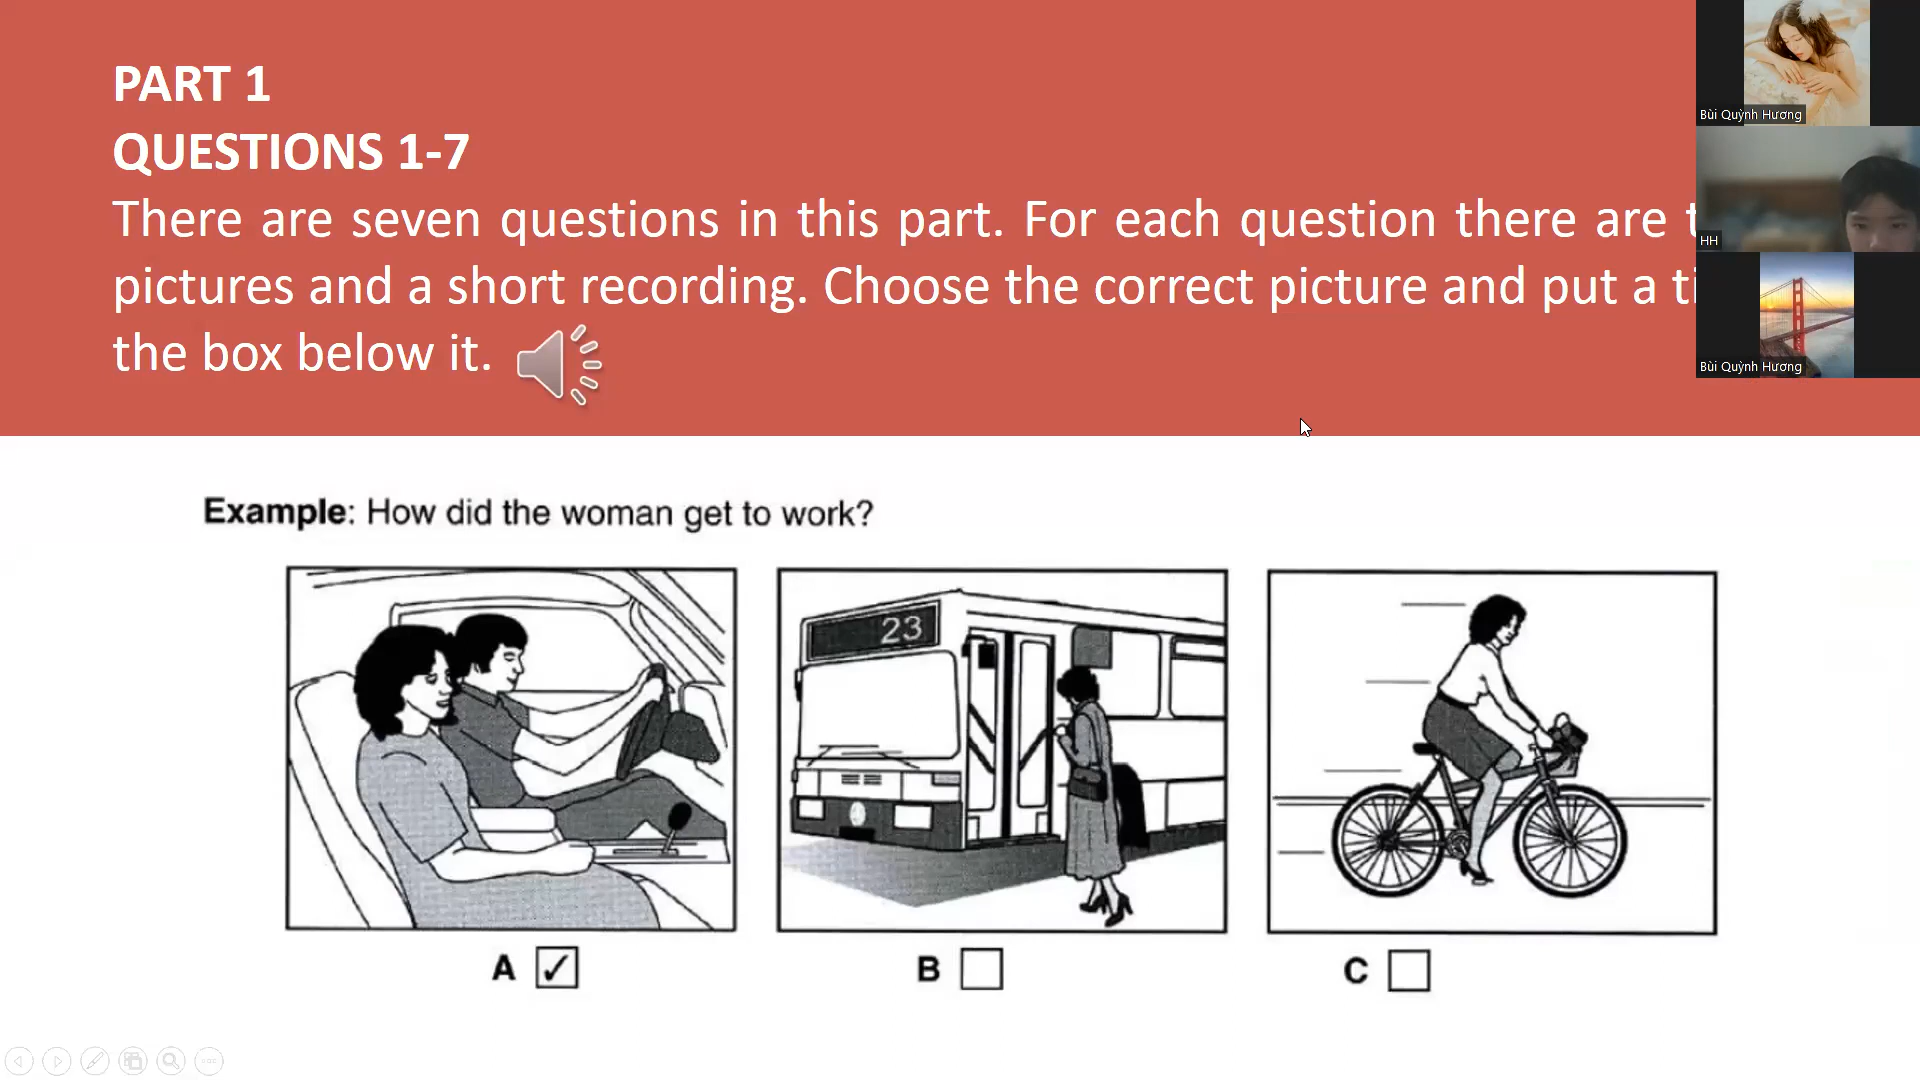 PART 1
QUESTIONS 1-7
There are seven questions in this part. For each question there are
pictures and a short recording. Choose the correct picture and put a
the box below it.
Example: How did the woman get to work?
23
A ✓
B
C
Bùi Quỳnh Hương
HH
Bùi Quỳnh Hương